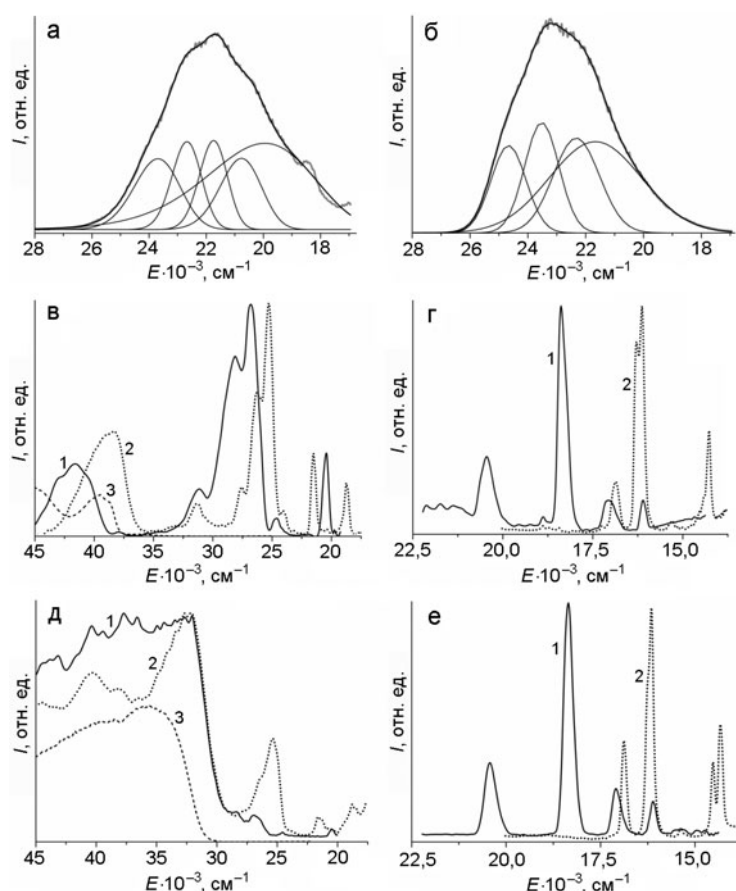 а
б
I, отн. ед.
I, отн. ед.
28 26 24 22 20 18
28 26 24 22 20 18
E·10⁻³, см⁻¹
E·10⁻³, см⁻¹
в
г
I, отн. ед.
I, отн. ед.
1
2
3
1
2
45 40 35 30 25 20
22,5 20,0 17,5 15,0
E·10⁻³, см⁻¹
E·10⁻³, см⁻¹
д
е
I, отн. ед.
I, отн. ед.
1
2
3
1
2
45 40 35 30 25 20
22,5 20,0 17,5 15,0
E·10⁻³, см⁻¹
E·10⁻³, см⁻¹